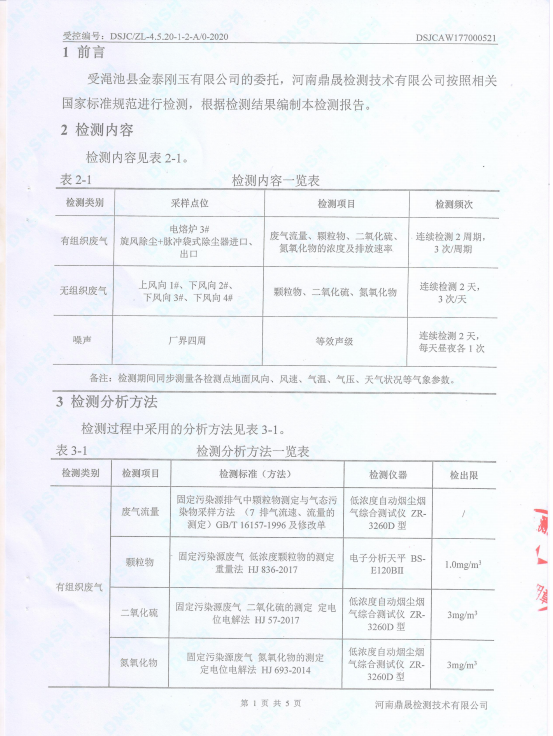 受控编号：DSJC/ZL-4.5.20-1-2-A/0-2020 DSJCAW177000521
1 前言
受渑池县金泰刚玉有限公司的委托，河南鼎晟检测技术有限公司按照相关
国家标准规范进行检测，根据检测结果编制本检测报告。
2 检测内容
检测内容见表 2-1。
表 2-1 检测内容一览表
检测类别 采样点位 检测项目 检测频次
有组织废气
电熔炉 3#
旋风除尘+脉冲袋式除尘器进口、
出口
废气流量、颗粒物、二氧化硫、
氮氧化物的浓度及排放速率
连续检测 2 周期，
3 次/周期
无组织废气
上风向 1#、下风向 2#、
下风向 3#、下风向 4#
颗粒物、二氧化硫、氮氧化物
连续检测 2 天，
3 次/天
噪声
厂界四周
等效声级
连续检测 2 天，
每天昼夜各 1 次
备注：检测期间同步测量各检测点地面风向、风速、气温、气压、天气状况等气象参数。
3 检测分析方法
检测过程中采用的分析方法见表 3-1。
表 3-1 检测分析方法一览表
检测类别 检测项目 检测标准（方法） 检测仪器 检出限
有组织废气
废气流量
固定污染源排气中颗粒物测定与气态污
染物采样方法 （7 排气流速、流量的
测定）GB/T 16157-1996 及修改单
低浓度自动烟尘烟
气综合测试仪 ZR-
3260D 型
/
颗粒物
固定污染源废气 低浓度颗粒物的测定
重量法 HJ 836-2017
电子分析天平 BS-
E120BⅡ
1.0mg/m³
二氧化硫
固定污染源废气 二氧化硫的测定 定电
位电解法 HJ 57-2017
低浓度自动烟尘烟
气综合测试仪 ZR-
3260D 型
3mg/m³
氮氧化物
固定污染源废气 氮氧化物的测定
定电位电解法 HJ 693-2014
低浓度自动烟尘烟
气综合测试仪 ZR-
3260D 型
3mg/m³
第 1 页 共 5 页 河南鼎晟检测技术有限公司